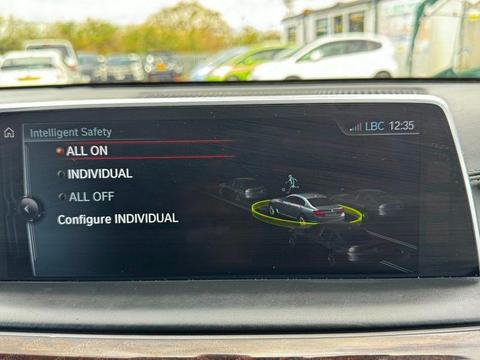 Intelligent Safety
LBC 12:35
ALL ON
INDIVIDUAL
ALL OFF
Configure INDIVIDUAL